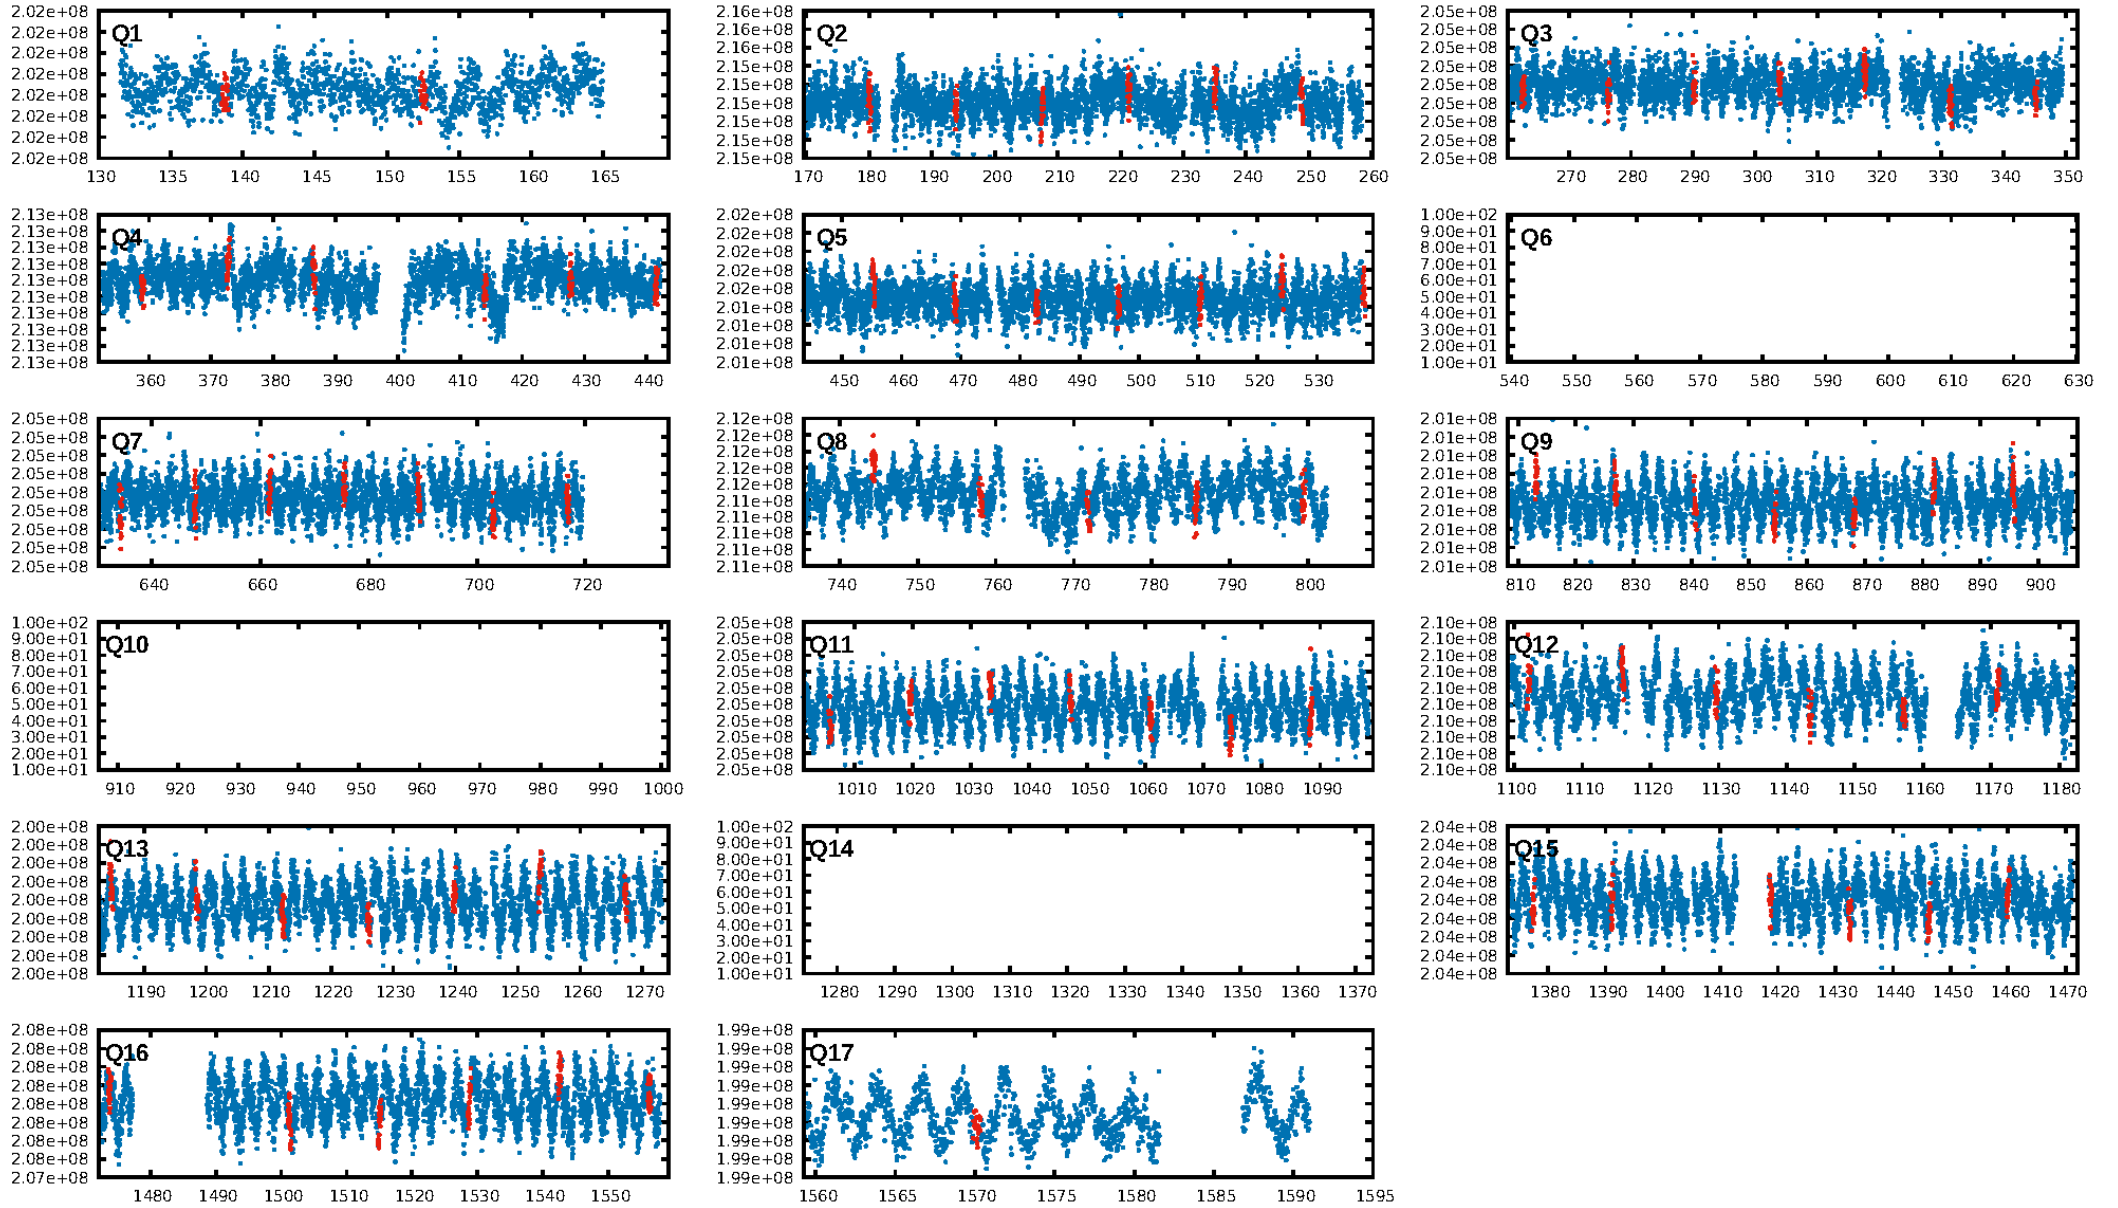 Q1
2.02e+08
2.02e+08
2.02e+08
2.02e+08
2.02e+08
2.02e+08
2.02e+08
2.02e+08
130 135 140 145 150 155 160 165
Q2
2.16e+08
2.16e+08
2.16e+08
2.15e+08
2.15e+08
2.15e+08
2.15e+08
2.15e+08
2.15e+08
170 180 190 200 210 220 230 240 250 260
Q3
2.05e+08
2.05e+08
2.05e+08
2.05e+08
2.05e+08
2.05e+08
2.05e+08
2.05e+08
2.05e+08
270 280 290 300 310 320 330 340 350
Q4
2.13e+08
2.13e+08
2.13e+08
2.13e+08
2.13e+08
2.13e+08
2.13e+08
2.13e+08
2.13e+08
2.13e+08
360 370 380 390 400 410 420 430 440
Q5
2.02e+08
2.02e+08
2.02e+08
2.02e+08
2.02e+08
2.01e+08
2.01e+08
2.01e+08
2.01e+08
450 460 470 480 490 500 510 520 530
Q6
1.00e+02
9.00e+01
8.00e+01
7.00e+01
6.00e+01
5.00e+01
4.00e+01
3.00e+01
2.00e+01
1.00e+01
540 550 560 570 580 590 600 610 620 630
Q7
2.05e+08
2.05e+08
2.05e+08
2.05e+08
2.05e+08
2.05e+08
2.05e+08
2.05e+08
2.05e+08
640 660 680 700 720
Q8
2.12e+08
2.12e+08
2.12e+08
2.12e+08
2.12e+08
2.11e+08
2.11e+08
2.11e+08
2.11e+08
2.11e+08
740 750 760 770 780 790 800
Q9
2.01e+08
2.01e+08
2.01e+08
2.01e+08
2.01e+08
2.01e+08
2.01e+08
2.01e+08
2.01e+08
810 820 830 840 850 860 870 880 890 900
Q10
1.00e+02
9.00e+01
8.00e+01
7.00e+01
6.00e+01
5.00e+01
4.00e+01
3.00e+01
2.00e+01
1.00e+01
910 920 930 940 950 960 970 980 990 1000
Q11
2.05e+08
2.05e+08
2.05e+08
2.05e+08
2.05e+08
2.05e+08
2.05e+08
2.05e+08
2.05e+08
2.05e+08
1010 1020 1030 1040 1050 1060 1070 1080 1090
Q12
2.10e+08
2.10e+08
2.10e+08
2.10e+08
2.10e+08
2.10e+08
2.10e+08
2.10e+08
2.10e+08
2.10e+08
1100 1110 1120 1130 1140 1150 1160 1170 1180
Q13
2.00e+08
2.00e+08
2.00e+08
2.00e+08
2.00e+08
2.00e+08
2.00e+08
2.00e+08
2.00e+08
1190 1200 1210 1220 1230 1240 1250 1260 1270
Q14
1.00e+02
9.00e+01
8.00e+01
7.00e+01
6.00e+01
5.00e+01
4.00e+01
3.00e+01
2.00e+01
1.00e+01
1280 1290 1300 1310 1320 1330 1340 1350 1360 1370
Q15
2.04e+08
2.04e+08
2.04e+08
2.04e+08
2.04e+08
2.04e+08
2.04e+08
2.04e+08
2.04e+08
1380 1390 1400 1410 1420 1430 1440 1450 1460 1470
Q16
2.08e+08
2.08e+08
2.08e+08
2.08e+08
2.08e+08
2.08e+08
2.08e+08
2.08e+08
2.07e+08
1480 1490 1500 1510 1520 1530 1540 1550
Q17
1.99e+08
1.99e+08
1.99e+08
1.99e+08
1.99e+08
1.99e+08
1.99e+08
1.99e+08
1.99e+08
1560 1565 1570 1575 1580 1585 1590 1595